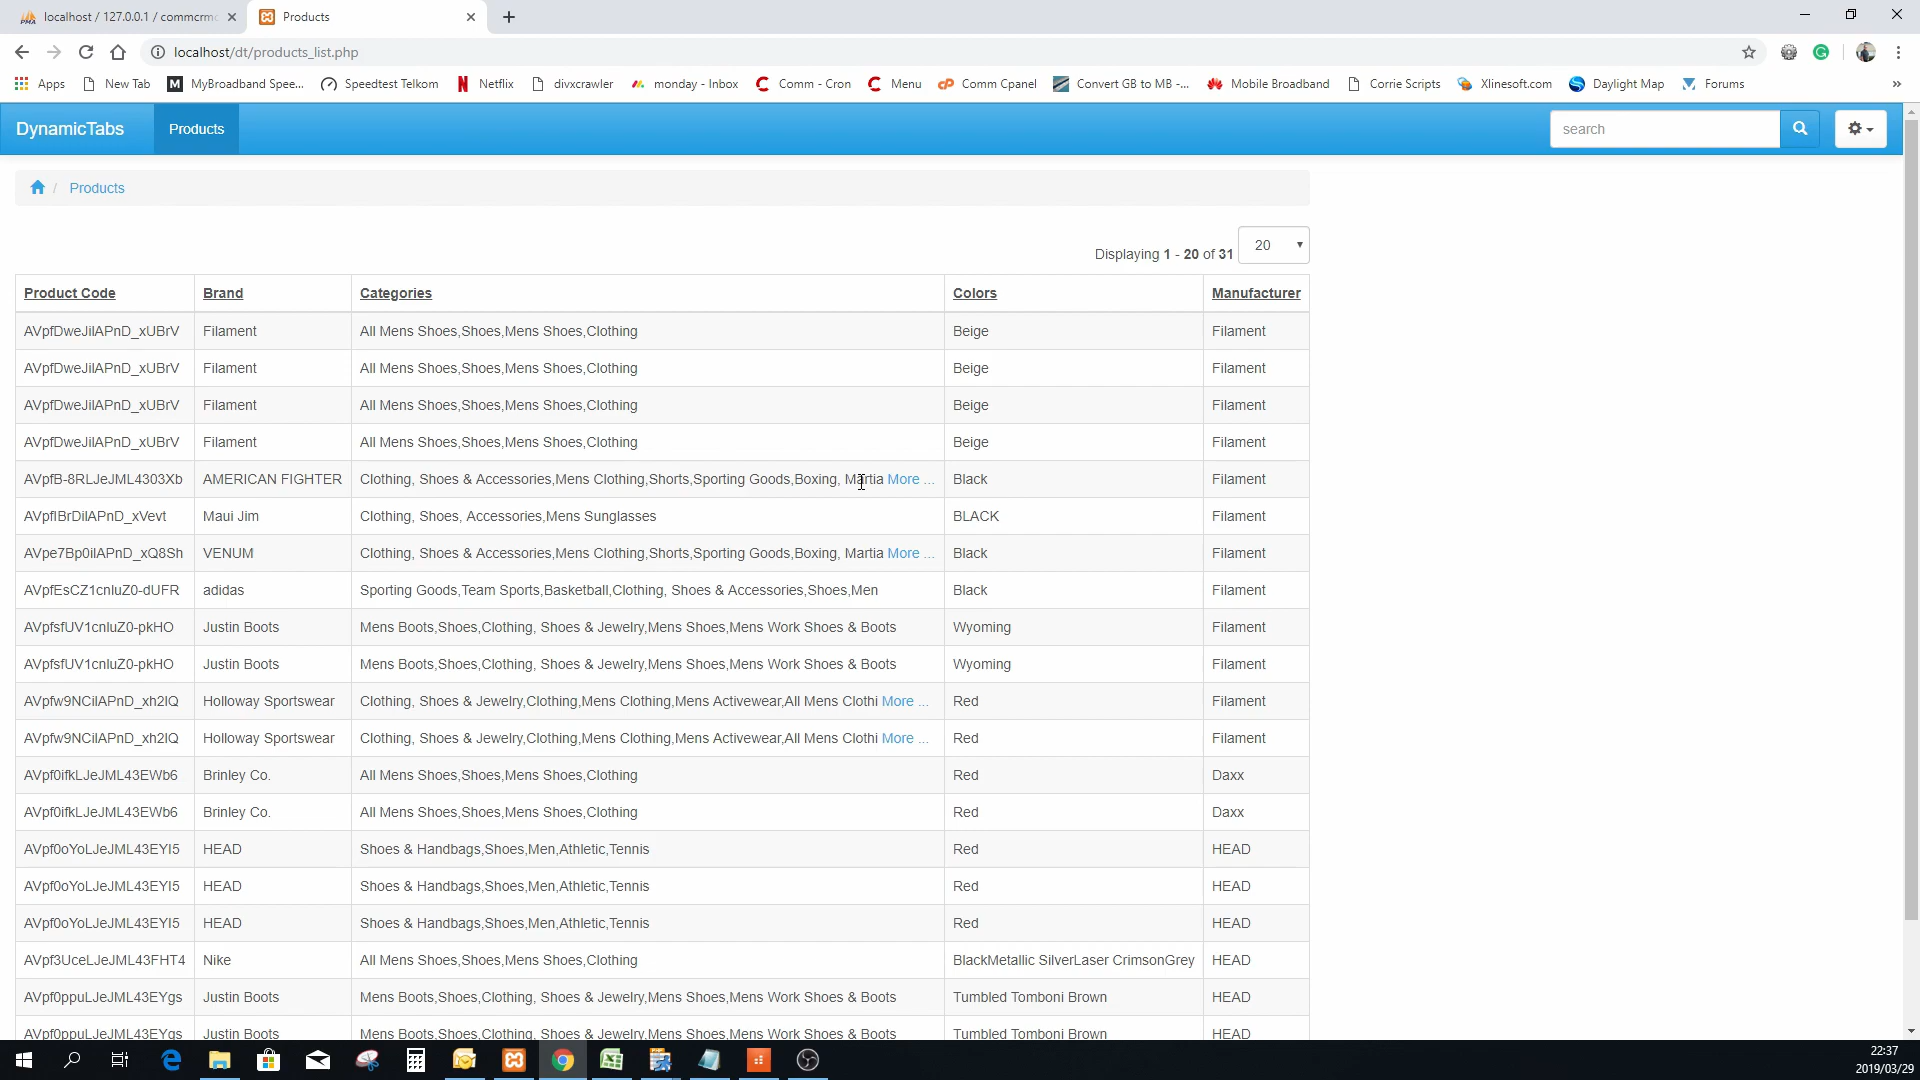 localhost / 127.0.0.1 / commcrm
Products
localhost/dt/products_list.php
Apps New Tab MyBroadband Spee... Speedtest Telkom Netflix divxcrawler monday - Inbox Comm - Cron Menu Comm Cpanel Convert GB to MB -... Mobile Broadband Corrie Scripts Xlinesoft.com Daylight Map Forums »
DynamicTabs Products search
/ Products
Displaying 1 - 20 of 31 20
Product Code Brand Categories Colors Manufacturer
AVpfDweJilAPnD_xUBrV Filament All Mens Shoes,Shoes,Mens Shoes,Clothing Beige Filament
AVpfDweJilAPnD_xUBrV Filament All Mens Shoes,Shoes,Mens Shoes,Clothing Beige Filament
AVpfDweJilAPnD_xUBrV Filament All Mens Shoes,Shoes,Mens Shoes,Clothing Beige Filament
AVpfDweJilAPnD_xUBrV Filament All Mens Shoes,Shoes,Mens Shoes,Clothing Beige Filament
AVpfB-8RLJeJML4303Xb AMERICAN FIGHTER Clothing, Shoes & Accessories,Mens Clothing,Shorts,Sporting Goods,Boxing, Martia More ... Black Filament
AVpfIBrDilAPnD_xVevt Maui Jim Clothing, Shoes, Accessories,Mens Sunglasses BLACK Filament
AVpe7Bp0ilAPnD_xQ8Sh VENUM Clothing, Shoes & Accessories,Mens Clothing,Shorts,Sporting Goods,Boxing, Martia More ... Black Filament
AVpfEsCZ1cnluZ0-dUFR adidas Sporting Goods,Team Sports,Basketball,Clothing, Shoes & Accessories,Shoes,Men Black Filament
AVpfsfUV1cnluZ0-pkHO Justin Boots Mens Boots,Shoes,Clothing, Shoes & Jewelry,Mens Shoes,Mens Work Shoes & Boots Wyoming Filament
AVpfsfUV1cnluZ0-pkHO Justin Boots Mens Boots,Shoes,Clothing, Shoes & Jewelry,Mens Shoes,Mens Work Shoes & Boots Wyoming Filament
AVpfw9NCilAPnD_xh2IQ Holloway Sportswear Clothing, Shoes & Jewelry,Clothing,Mens Clothing,Mens Activewear,All Mens Clothi More ... Red Filament
AVpfw9NCilAPnD_xh2IQ Holloway Sportswear Clothing, Shoes & Jewelry,Clothing,Mens Clothing,Mens Activewear,All Mens Clothi More ... Red Filament
AVpf0ifkLJeJML43EWb6 Brinley Co. All Mens Shoes,Shoes,Mens Shoes,Clothing Red Daxx
AVpf0ifkLJeJML43EWb6 Brinley Co. All Mens Shoes,Shoes,Mens Shoes,Clothing Red Daxx
AVpf0oYoLJeJML43EYI5 HEAD Shoes & Handbags,Shoes,Men,Athletic,Tennis Red HEAD
AVpf0oYoLJeJML43EYI5 HEAD Shoes & Handbags,Shoes,Men,Athletic,Tennis Red HEAD
AVpf0oYoLJeJML43EYI5 HEAD Shoes & Handbags,Shoes,Men,Athletic,Tennis Red HEAD
AVpf3UceLJeJML43FHT4 Nike All Mens Shoes,Shoes,Mens Shoes,Clothing BlackMetallic SilverLaser CrimsonGrey HEAD
AVpf0ppuLJeJML43EYgs Justin Boots Mens Boots,Shoes,Clothing, Shoes & Jewelry,Mens Shoes,Mens Work Shoes & Boots Tumbled Tomboni Brown HEAD
AVpf0ppuLJeJML43EYgs Justin Boots Mens Boots,Shoes,Clothing, Shoes & Jewelry,Mens Shoes,Mens Work Shoes & Boots Tumbled Tomboni Brown HEAD
22:37
2019/03/29